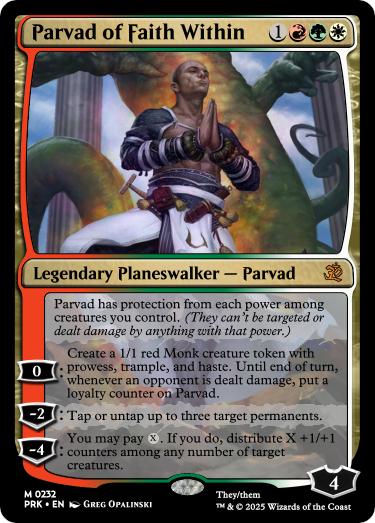 Parvad of Faith Within 1
Legendary Planeswalker — Parvad
Parvad has protection from each power among
creatures you control. (They can't be targeted or
dealt damage by anything with that power.)
0: Create a 1/1 red Monk creature token with
prowess, trample, and haste. Until end of turn,
whenever an opponent is dealt damage, put a
loyalty counter on Parvad.
-2: Tap or untap up to three target permanents.
-4: You may pay X. If you do, distribute X +1/+1
counters among any number of target
creatures.
4
M 0232 They/them
PRK • EN Greg Opalinski ™ & © 2025 Wizards of the Coast